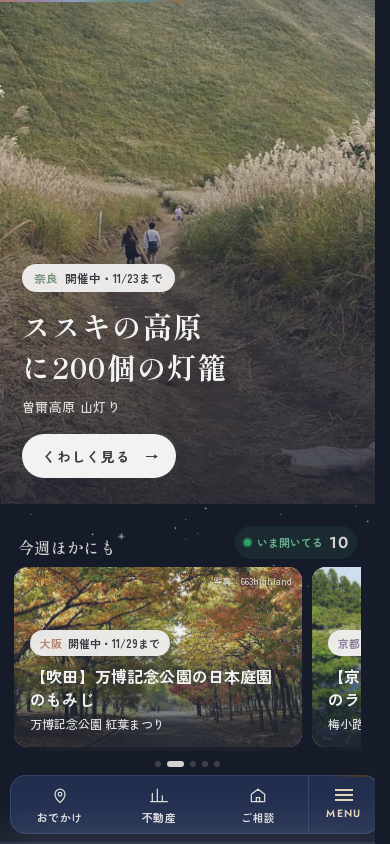 奈良 開催中・11/23まで
ススキの高原
に200個の灯籠
曽爾高原 山灯り
くわしく見る →
今週ほかにも
いま開いてる 10
写真：663highland
大阪 開催中・11/29まで
【吹田】万博記念公園の日本庭園
のもみじ
万博記念公園 紅葉まつり
京都
【京
のラ
梅小路
おでかけ
不動産
ご相談
MENU